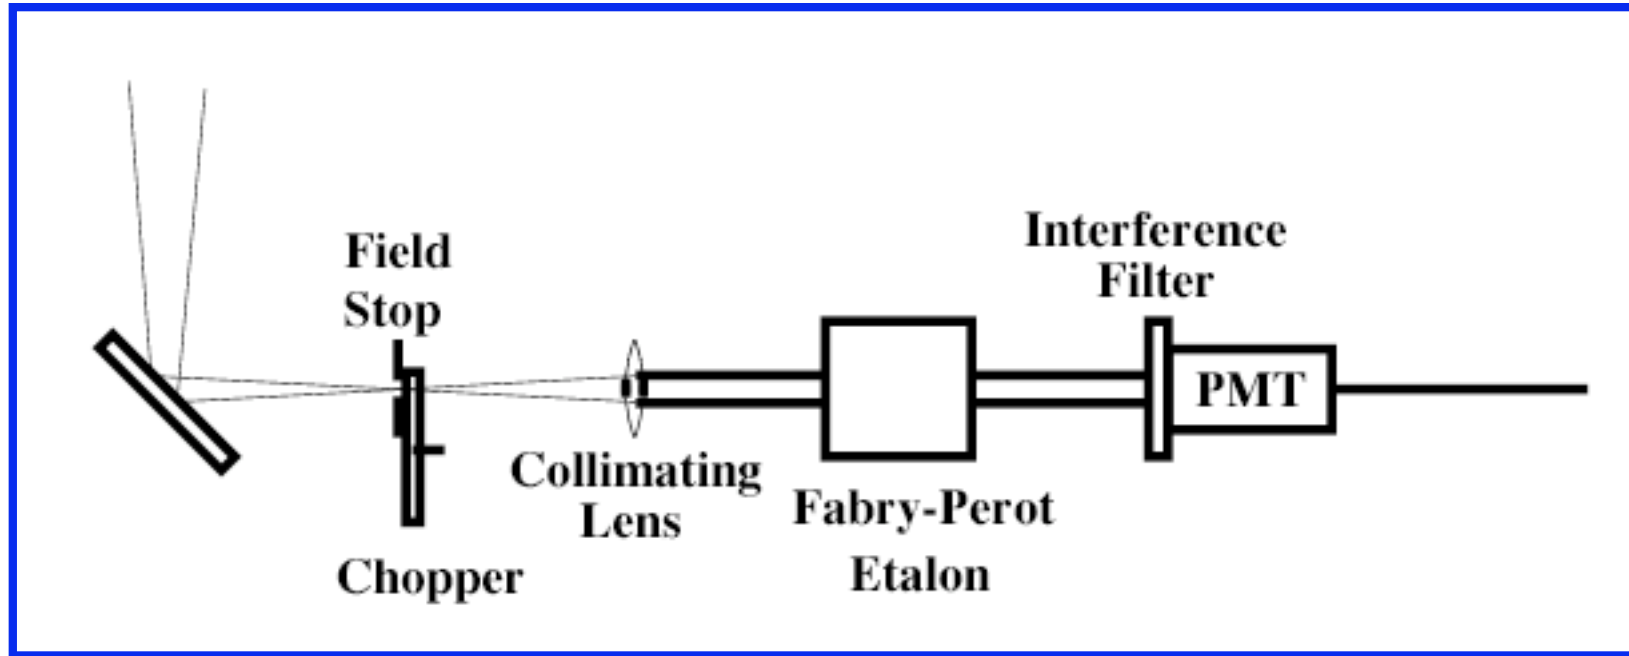 Field
Stop
Chopper
Collimating
Lens
Fabry-Perot
Etalon
Interference
Filter
PMT